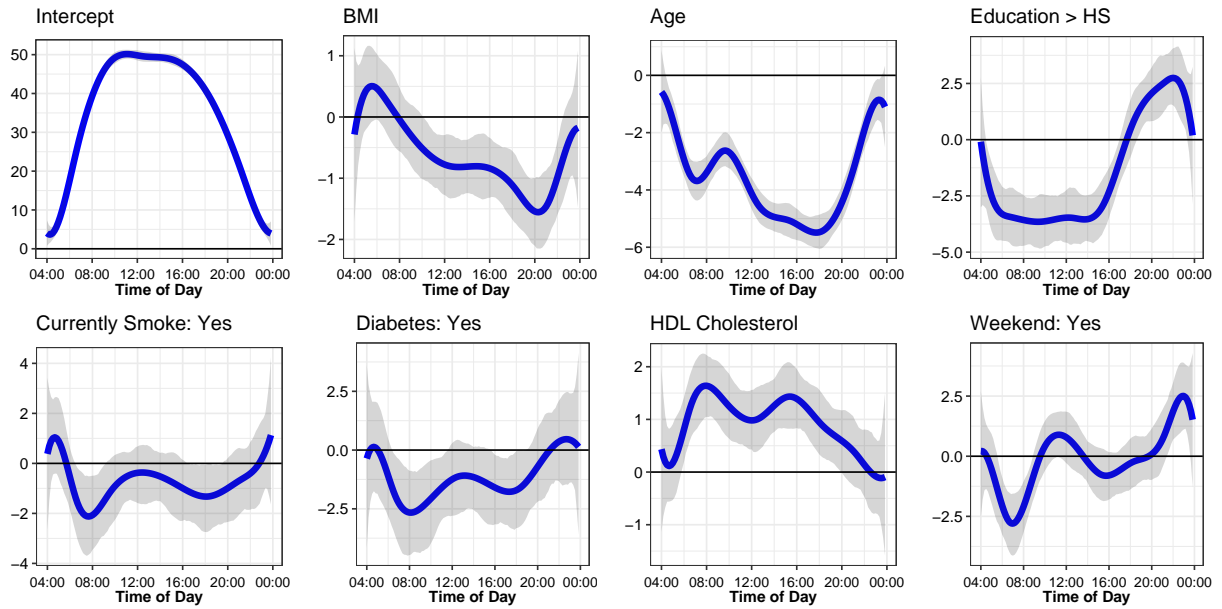 Intercept
BMI
Age
Education > HS
50
40
30
20
10
0
1
0
−1
−2
0
−2
−4
−6
2.5
0.0
−2.5
−5.0
04:00 08:00 12:00 16:00 20:00 00:00
04:00 08:00 12:00 16:00 20:00 00:00
04:00 08:00 12:00 16:00 20:00 00:00
04:00 08:00 12:00 16:00 20:00 00:00
Time of Day
Time of Day
Time of Day
Time of Day
Currently Smoke: Yes
Diabetes: Yes
HDL Cholesterol
Weekend: Yes
4
2
0
−2
−4
2.5
0.0
−2.5
2
1
0
−1
2.5
0.0
−2.5
04:00 08:00 12:00 16:00 20:00 00:00
04:00 08:00 12:00 16:00 20:00 00:00
04:00 08:00 12:00 16:00 20:00 00:00
04:00 08:00 12:00 16:00 20:00 00:00
Time of Day
Time of Day
Time of Day
Time of Day